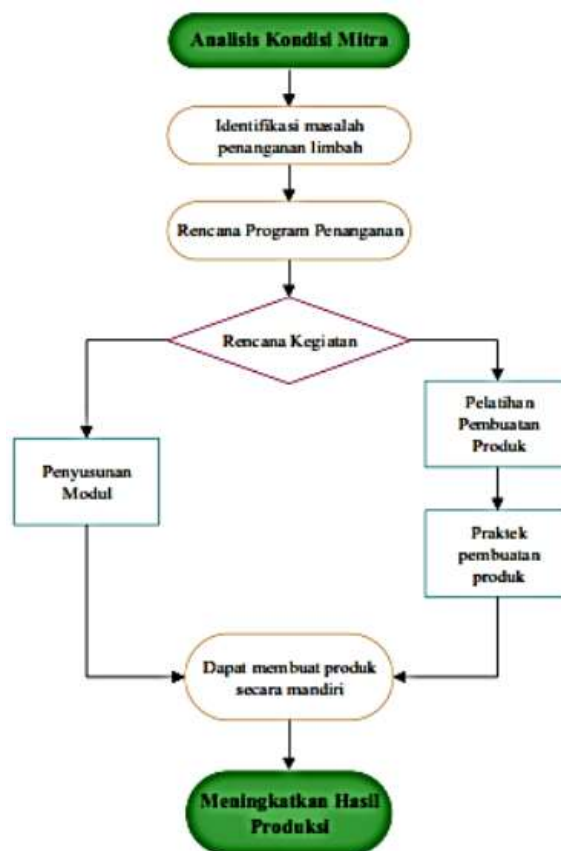 Analisis Kondisi Mitra
Identifikasi masalah
penanganan limbah
Rencana Program Penanganan
Rencana Kegiatan
Penyusunan
Modul
Pelatihan
Pembuatan
Produk
Praktek
pembuatan
produk
Dapat membuat produk
secara mandiri
Meningkatkan Hasil
Produksi